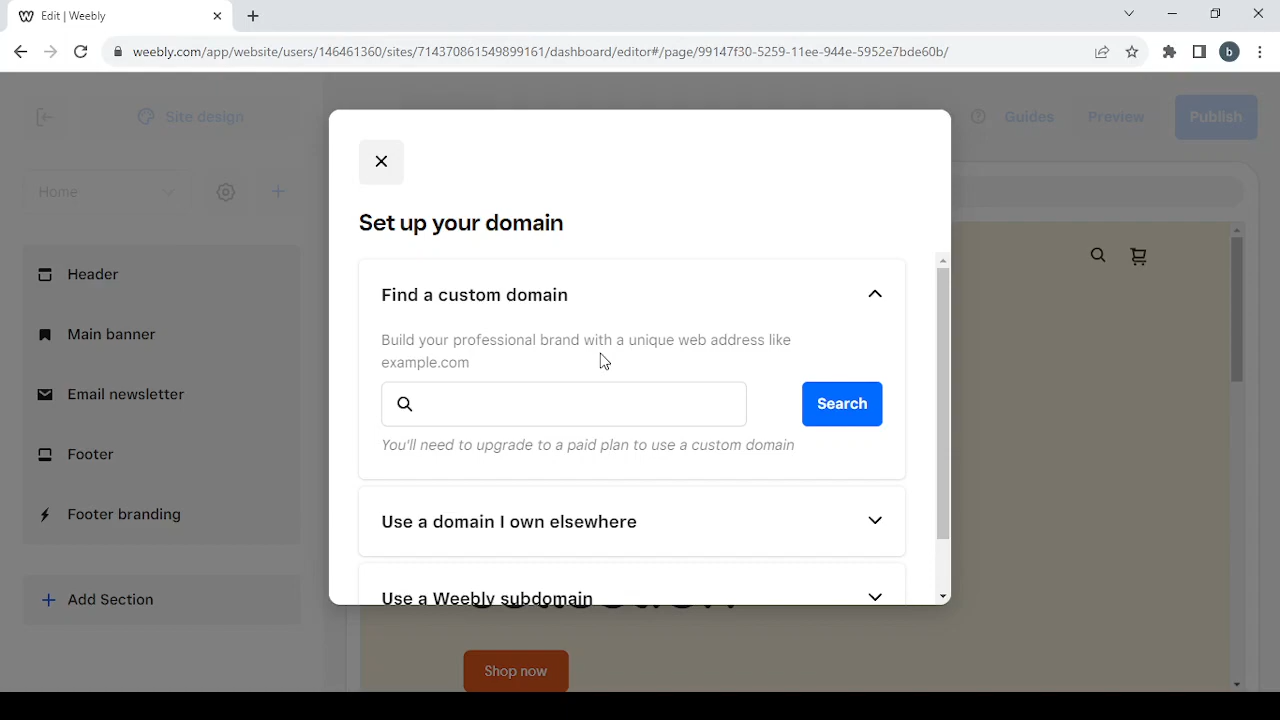 Edit | Weebly
weebly.com/app/website/users/146461360/sites/714370861549899161/dashboard/editor#/page/99147f30-5259-11ee-944e-5952e7bde60b/
b
Site design
Guides
Preview
Publish
Home
Header
Main banner
Email newsletter
Footer
Footer branding
Add Section
Set up your domain
Find a custom domain
Build your professional brand with a unique web address like
example.com
Search
You'll need to upgrade to a paid plan to use a custom domain
Use a domain I own elsewhere
Use a Weebly subdomain
Shop now